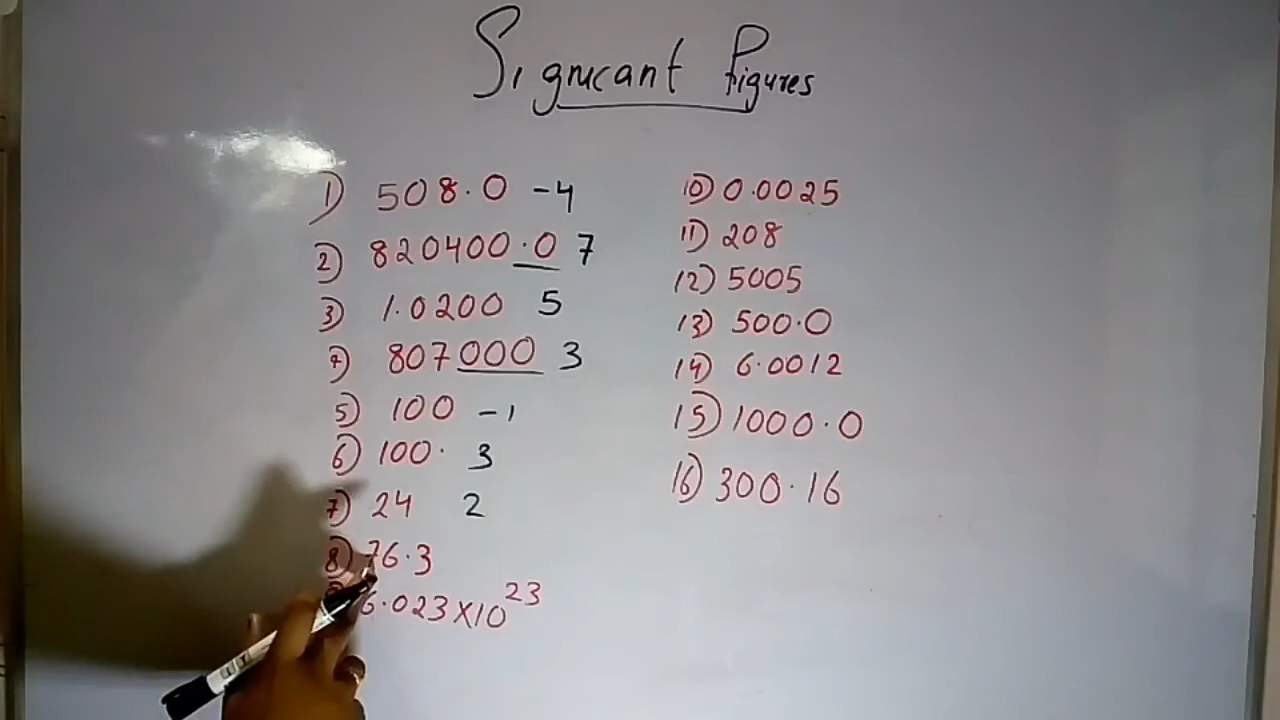 Signicant Figures
1) 508.0 -4
2) 820400.0 7
3) 1.0200 5
4) 807000 3
5) 100 -1
6) 100. 3
7) 24 2
8) 76.3
6.023×10^23
10) 0.0025
11) 208
12) 5005
13) 500.0
14) 6.0012
15) 1000.0
16) 300.16